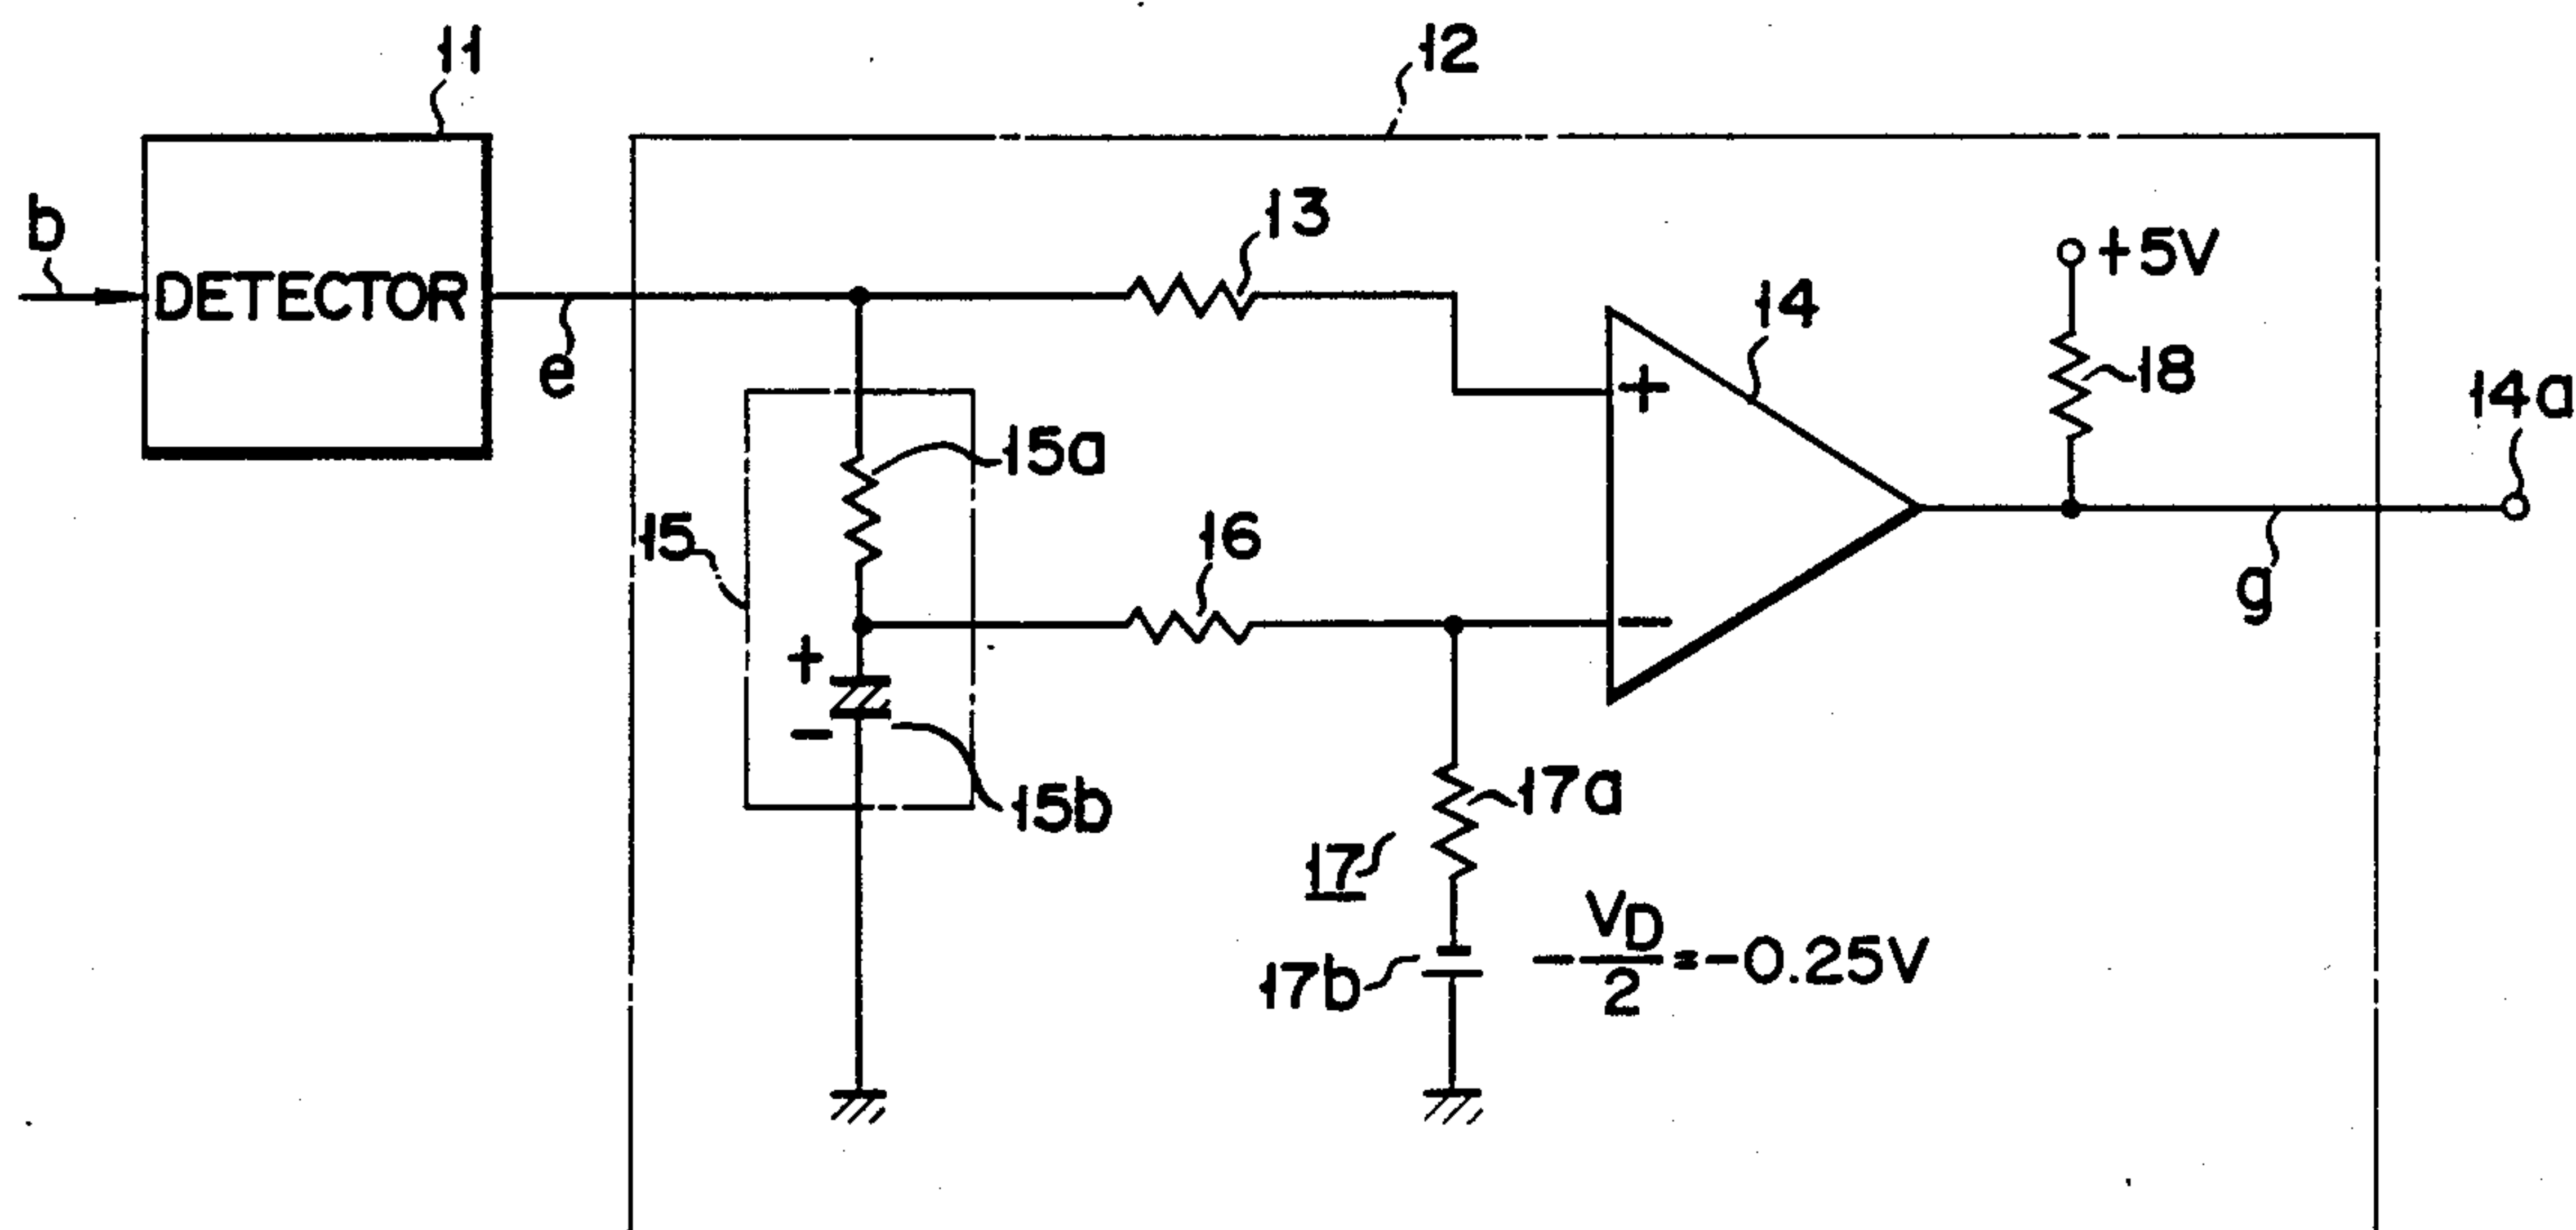 11
12
b
DETECTOR
e
13
+5V
14
18
14a
+
15a
15
16
g
+
-
-
15b
17a
17
17b
-VD/2=-0.25V